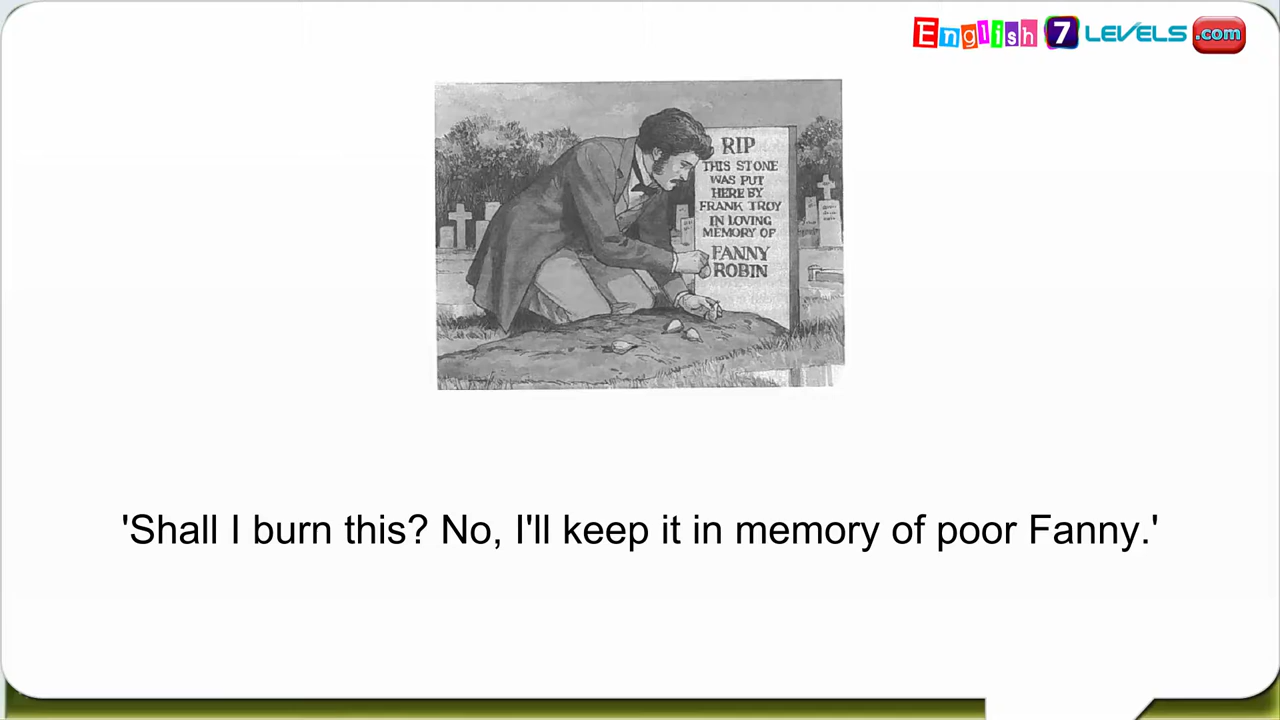 English 7 LEVELS .com
RIP
THIS STONE
WAS PUT
HERE BY
FRANK TROY
IN LOVING
MEMORY OF
FANNY
ROBIN
'Shall I burn this? No, I'll keep it in memory of poor Fanny.'